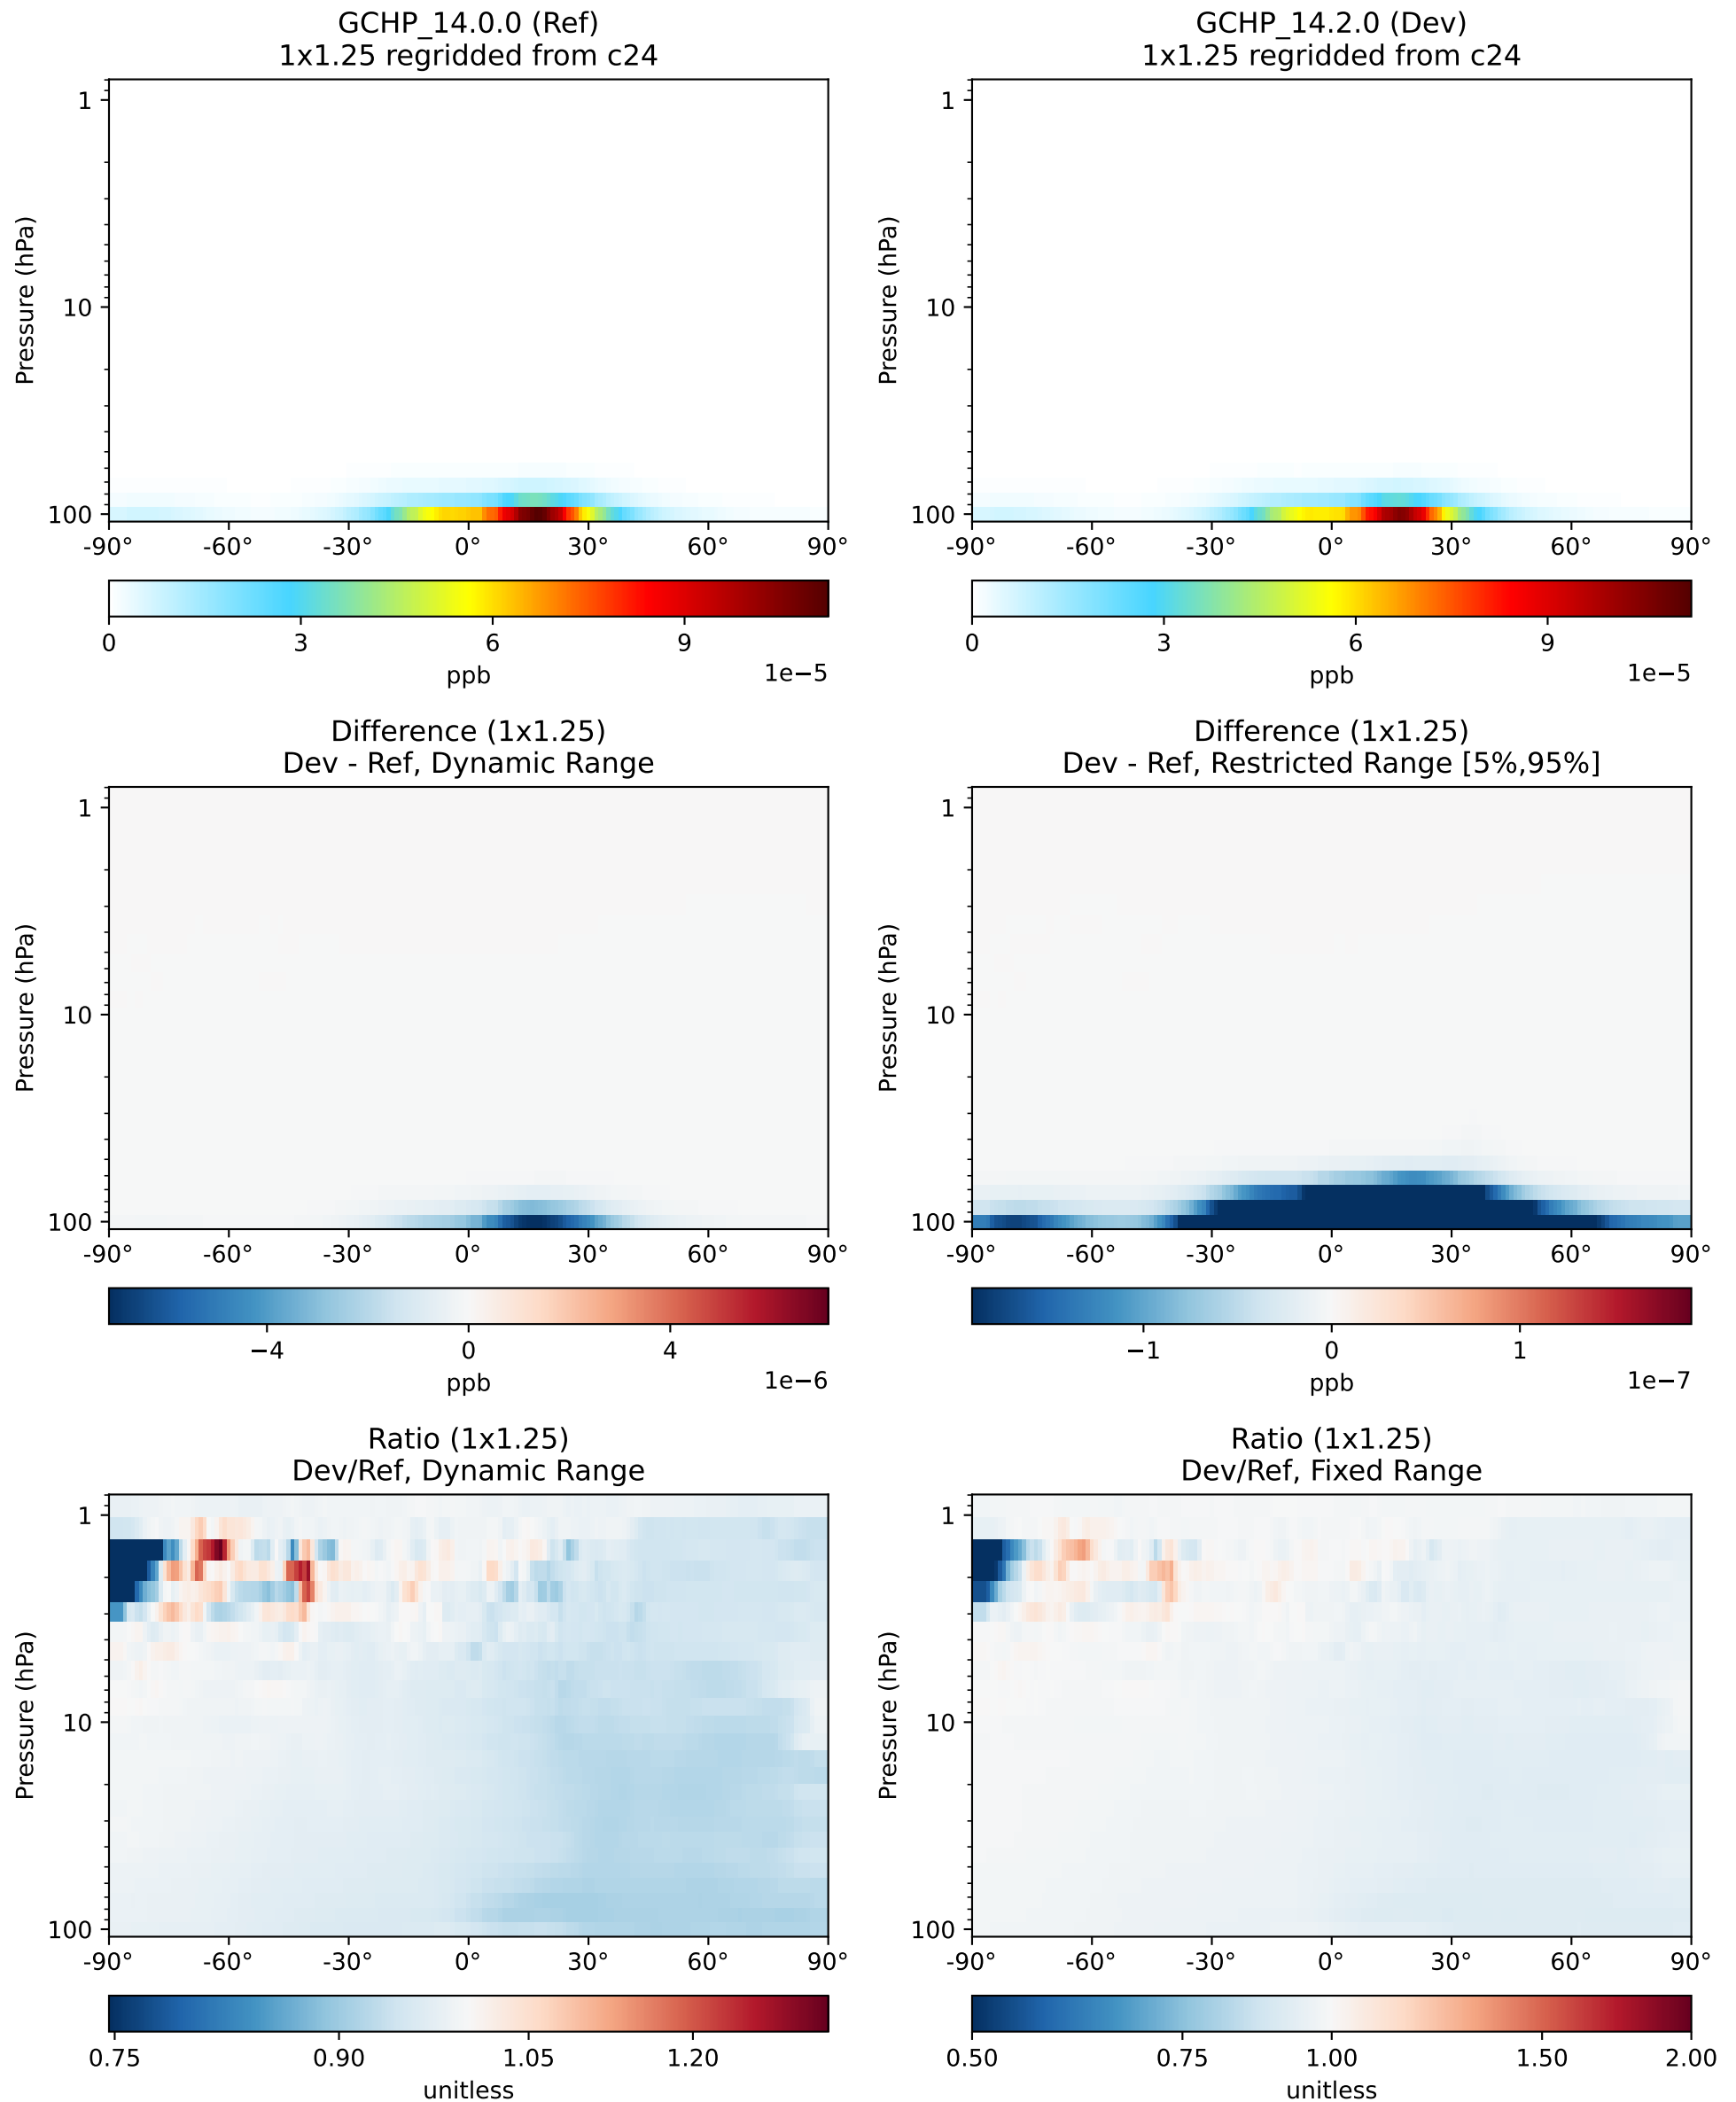 GCHP_14.0.0 (Ref)
1x1.25 regridded from c24
Pressure (hPa)
1
10
100
-90° -60° -30° 0° 30° 60° 90°
0 3 6 9
ppb
1e−5
GCHP_14.2.0 (Dev)
1x1.25 regridded from c24
Pressure (hPa)
1
10
100
-90° -60° -30° 0° 30° 60° 90°
0 3 6 9
ppb
1e−5
Difference (1x1.25)
Dev - Ref, Dynamic Range
Pressure (hPa)
1
10
100
-90° -60° -30° 0° 30° 60° 90°
−4 0 4
ppb
1e−6
Difference (1x1.25)
Dev - Ref, Restricted Range [5%,95%]
Pressure (hPa)
1
10
100
-90° -60° -30° 0° 30° 60° 90°
−1 0 1
ppb
1e−7
Ratio (1x1.25)
Dev/Ref, Dynamic Range
Pressure (hPa)
1
10
100
-90° -60° -30° 0° 30° 60° 90°
0.75 0.90 1.05 1.20
unitless
Ratio (1x1.25)
Dev/Ref, Fixed Range
Pressure (hPa)
1
10
100
-90° -60° -30° 0° 30° 60° 90°
0.50 0.75 1.00 1.50 2.00
unitless